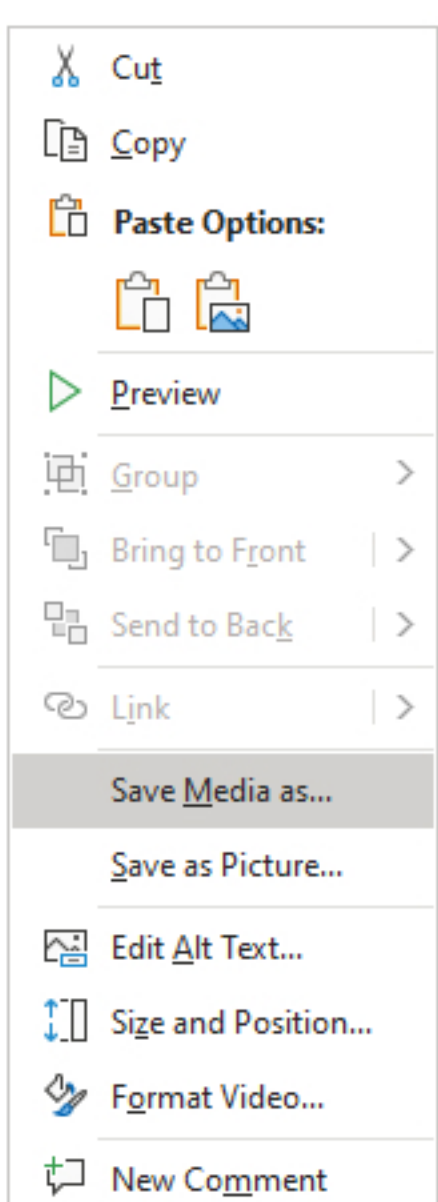 Cut
Copy
Paste Options:
Preview
Group
Bring to Front
Send to Back
Link
Save Media as...
Save as Picture...
Edit Alt Text...
Size and Position...
Format Video...
New Comment